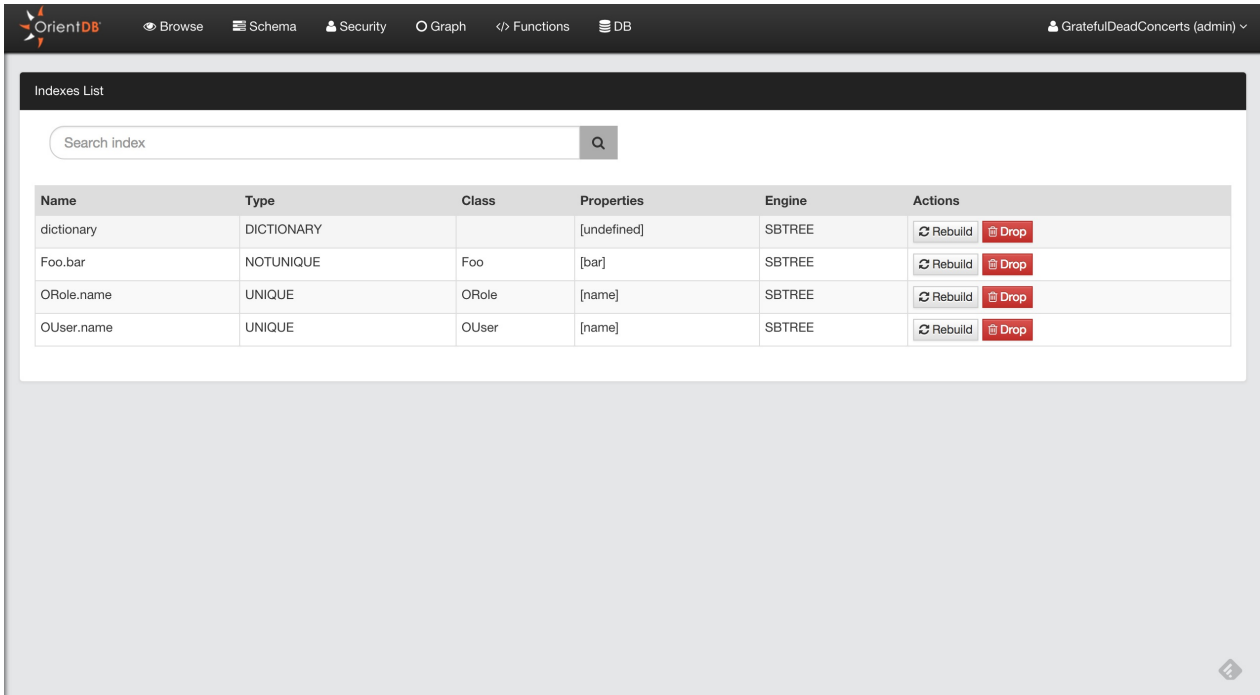 OrientDB Browse Schema Security Graph </> Functions DB GratefulDeadConcerts (admin)
Indexes List
Search index
Name Type Class Properties Engine Actions
dictionary DICTIONARY [undefined] SBTREE Rebuild Drop
Foo.bar NOTUNIQUE Foo [bar] SBTREE Rebuild Drop
ORole.name UNIQUE ORole [name] SBTREE Rebuild Drop
OUser.name UNIQUE OUser [name] SBTREE Rebuild Drop